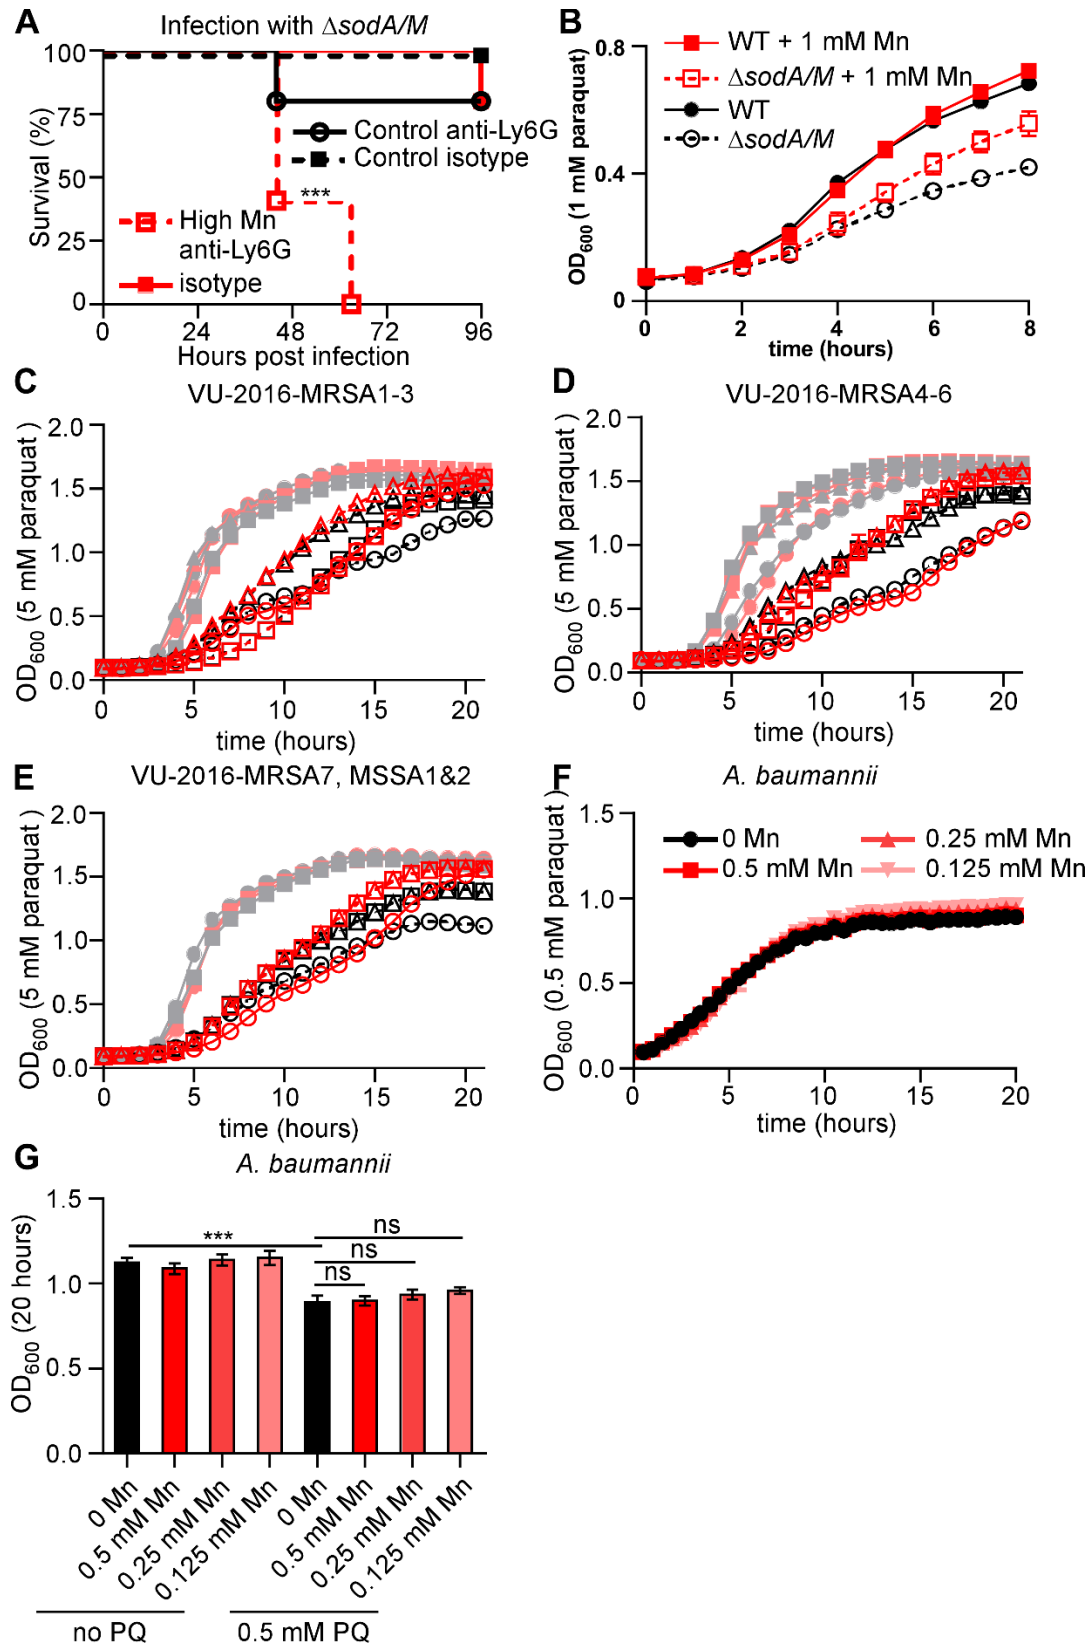 A
Infection with ΔsodA/M
Survival (%)
100
75
50
25
0
Control anti-Ly6G
Control isotype
***
High Mn
anti-Ly6G
isotype
0 24 48 72 96
Hours post infection
B
OD600 (1 mM paraquat)
0.8
0.4
0
WT + 1 mM Mn
ΔsodA/M + 1 mM Mn
WT
ΔsodA/M
0 2 4 6 8
time (hours)
C
VU-2016-MRSA1-3
OD600 (5 mM paraquat )
2.0
1.5
1.0
0.5
0.0
0 5 10 15 20
time (hours)
D
VU-2016-MRSA4-6
OD600 (5 mM paraquat )
2.0
1.5
1.0
0.5
0.0
0 5 10 15 20
time (hours)
E
VU-2016-MRSA7, MSSA1&2
OD600 (5 mM paraquat )
2.0
1.5
1.0
0.5
0.0
0 5 10 15 20
time (hours)
F
A. baumannii
OD600 (0.5 mM paraquat )
1.5
1.0
0.5
0.0
0 Mn
0.25 mM Mn
0.5 mM Mn
0.125 mM Mn
0 5 10 15 20
time (hours)
G
A. baumannii
OD600 (20 hours)
1.5
1.0
0.5
0.0
***
ns
ns
ns
0 Mn
0.5 mM Mn
0.25 mM Mn
0.125 mM Mn
0 Mn
0.5 mM Mn
0.25 mM Mn
0.125 mM Mn
no PQ
0.5 mM PQ